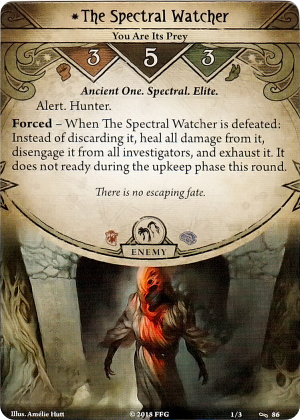 * The Spectral Watcher
You Are Its Prey
3 5 3
Ancient One. Spectral. Elite.
Alert. Hunter.
Forced – When The Spectral Watcher is defeated:
Instead of discarding it, heal all damage from it,
disengage it from all investigators, and exhaust it. It
does not ready during the upkeep phase this round.
There is no escaping fate.
ENEMY
Illus. Amélie Hutt
© 2018 FFG
1/3
86